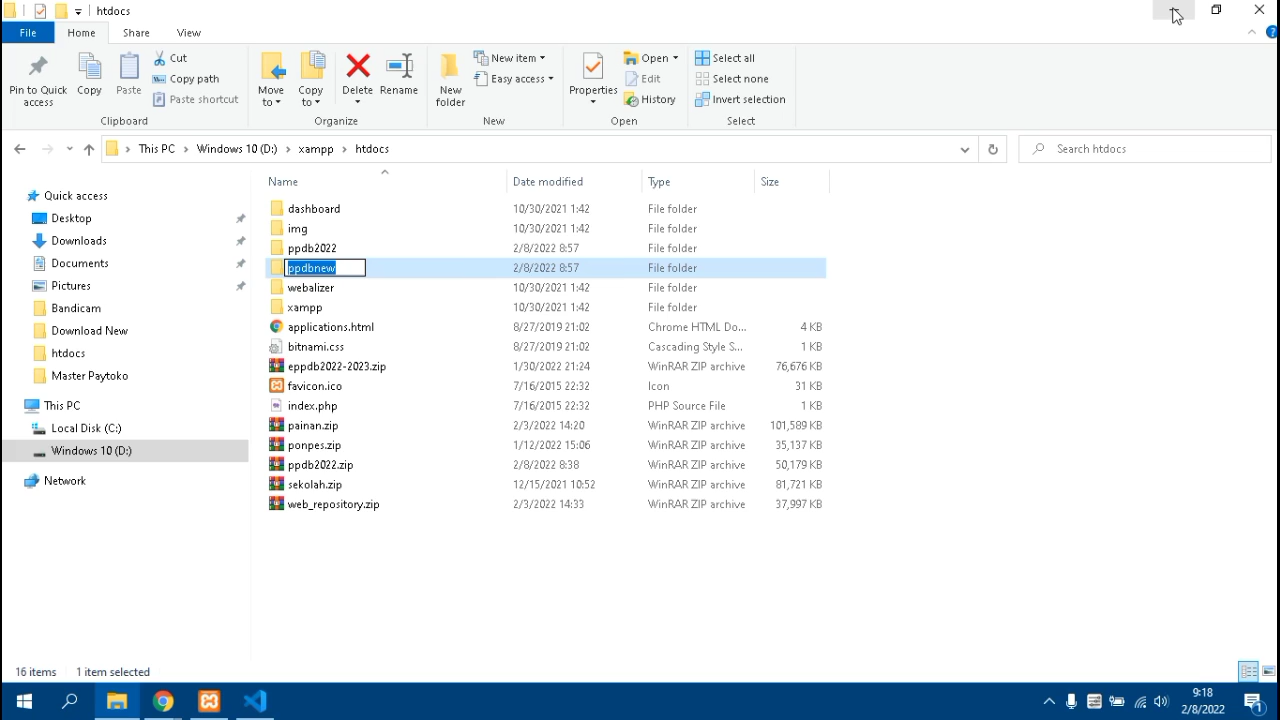 htdocs
File Home Share View
Pin to Quick access
Copy
Paste
Cut
Copy path
Paste shortcut
Clipboard
Move to
Copy to
Delete
Rename
Organize
New folder
New item
Easy access
New
Properties
Open
Edit
History
Open
Select all
Select none
Invert selection
Select
This PC > Windows 10 (D:) > xampp > htdocs
Search htdocs
Quick access
Desktop
Downloads
Documents
Pictures
Bandicam
Download New
htdocs
Master Paytoko
This PC
Local Disk (C:)
Windows 10 (D:)
Network
Name Date modified Type Size
dashboard 10/30/2021 1:42 File folder
img 10/30/2021 1:42 File folder
ppdb2022 2/8/2022 8:57 File folder
ppdbnew 2/8/2022 8:57 File folder
webalizer 10/30/2021 1:42 File folder
xampp 10/30/2021 1:42 File folder
applications.html 8/27/2019 21:02 Chrome HTML Do... 4 KB
bitnami.css 8/27/2019 21:02 Cascading Style S... 1 KB
eppdb2022-2023.zip 1/30/2022 21:24 WinRAR ZIP archive 76,676 KB
favicon.ico 7/16/2015 22:32 Icon 31 KB
index.php 7/16/2015 22:32 PHP Source File 1 KB
painan.zip 2/3/2022 14:20 WinRAR ZIP archive 101,589 KB
ponpes.zip 1/12/2022 15:06 WinRAR ZIP archive 35,137 KB
ppdb2022.zip 2/8/2022 8:38 WinRAR ZIP archive 50,179 KB
sekolah.zip 12/15/2021 10:52 WinRAR ZIP archive 81,721 KB
web_repository.zip 2/3/2022 14:33 WinRAR ZIP archive 37,997 KB
16 items 1 item selected
9:18
2/8/2022
1